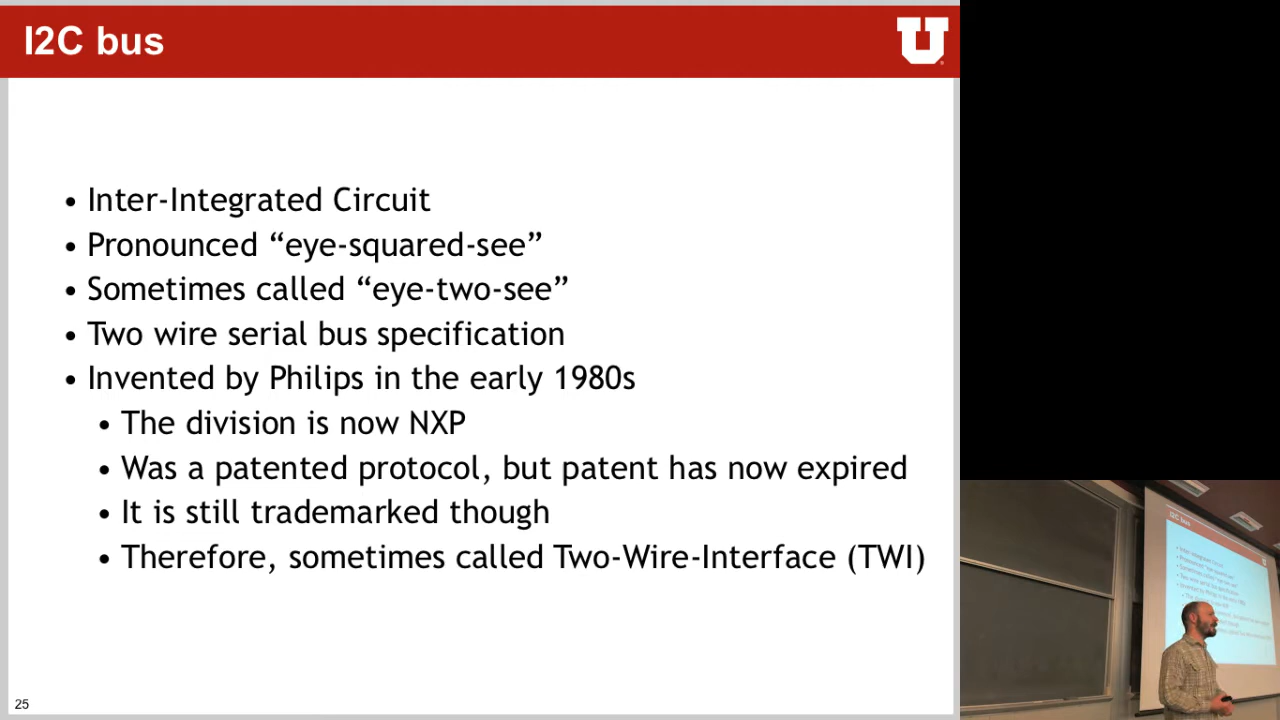 I2C bus
U
• Inter-Integrated Circuit
• Pronounced “eye-squared-see”
• Sometimes called “eye-two-see”
• Two wire serial bus specification
• Invented by Philips in the early 1980s
• The division is now NXP
• Was a patented protocol, but patent has now expired
• It is still trademarked though
• Therefore, sometimes called Two-Wire-Interface (TWI)
25
I2C bus